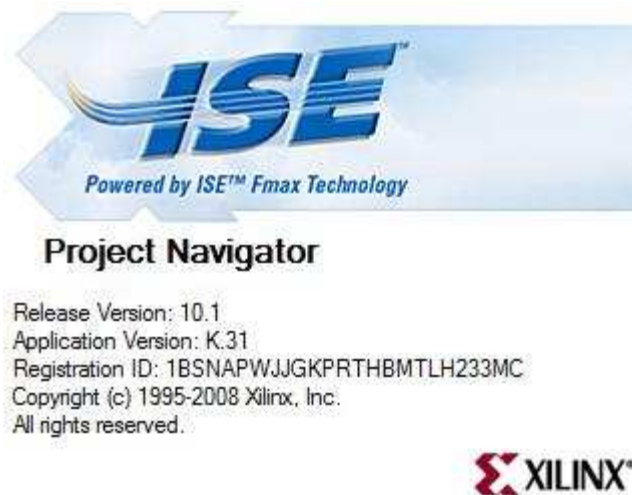 ISE™
Powered by ISE™ Fmax Technology
Project Navigator
Release Version: 10.1
Application Version: K.31
Registration ID: 1BSNAPWJJGKPRTHBMTLH233MC
Copyright (c) 1995-2008 Xilinx, Inc.
All rights reserved.
XILINX®